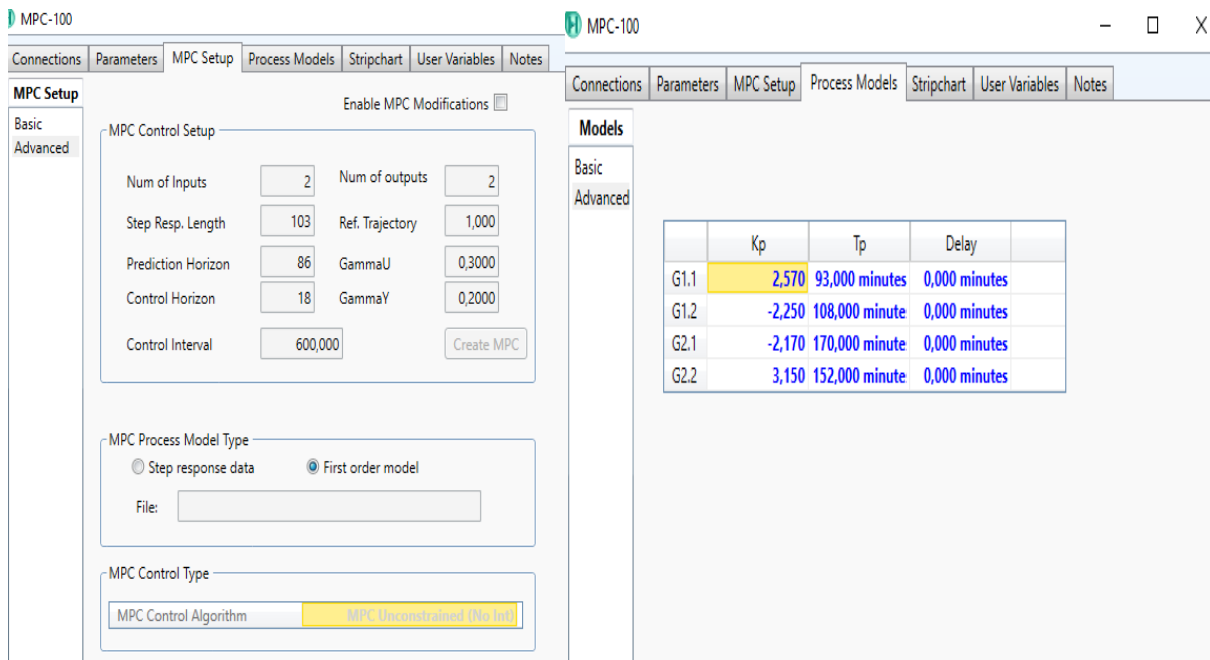 MPC-100
Connections Parameters MPC Setup Process Models Stripchart User Variables Notes
MPC Setup
Basic
Advanced
Enable MPC Modifications
MPC Control Setup
Num of Inputs 2 Num of outputs 2
Step Resp. Length 103 Ref. Trajectory 1,000
Prediction Horizon 86 GammaU 0,3000
Control Horizon 18 GammaY 0,2000
Control Interval 600,000 Create MPC
MPC Process Model Type
Step response data First order model
File:
MPC Control Type
MPC Control Algorithm MPC Unconstrained (No Int)
MPC-100
Connections Parameters MPC Setup Process Models Stripchart User Variables Notes
Models
Basic
Advanced
Kp Tp Delay
G1.1 2,570 93,000 minutes 0,000 minutes
G1.2 -2,250 108,000 minute 0,000 minutes
G2.1 -2,170 170,000 minute 0,000 minutes
G2.2 3,150 152,000 minute 0,000 minutes